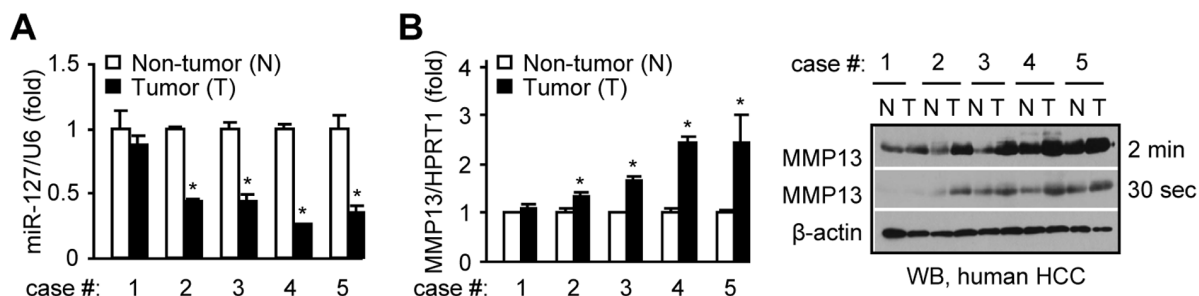 A
miR-127/U6 (fold)
1.5
1
0.5
0
Non-tumor (N)
Tumor (T)
*
*
*
*
case #: 1 2 3 4 5
B
MMP13/HPRT1 (fold)
4
2
0
Non-tumor (N)
Tumor (T)
*
*
*
*
case #: 1 2 3 4 5
case #: 1 2 3 4 5
N T N T N T N T N T
MMP13 2 min
MMP13 30 sec
β-actin
WB, human HCC